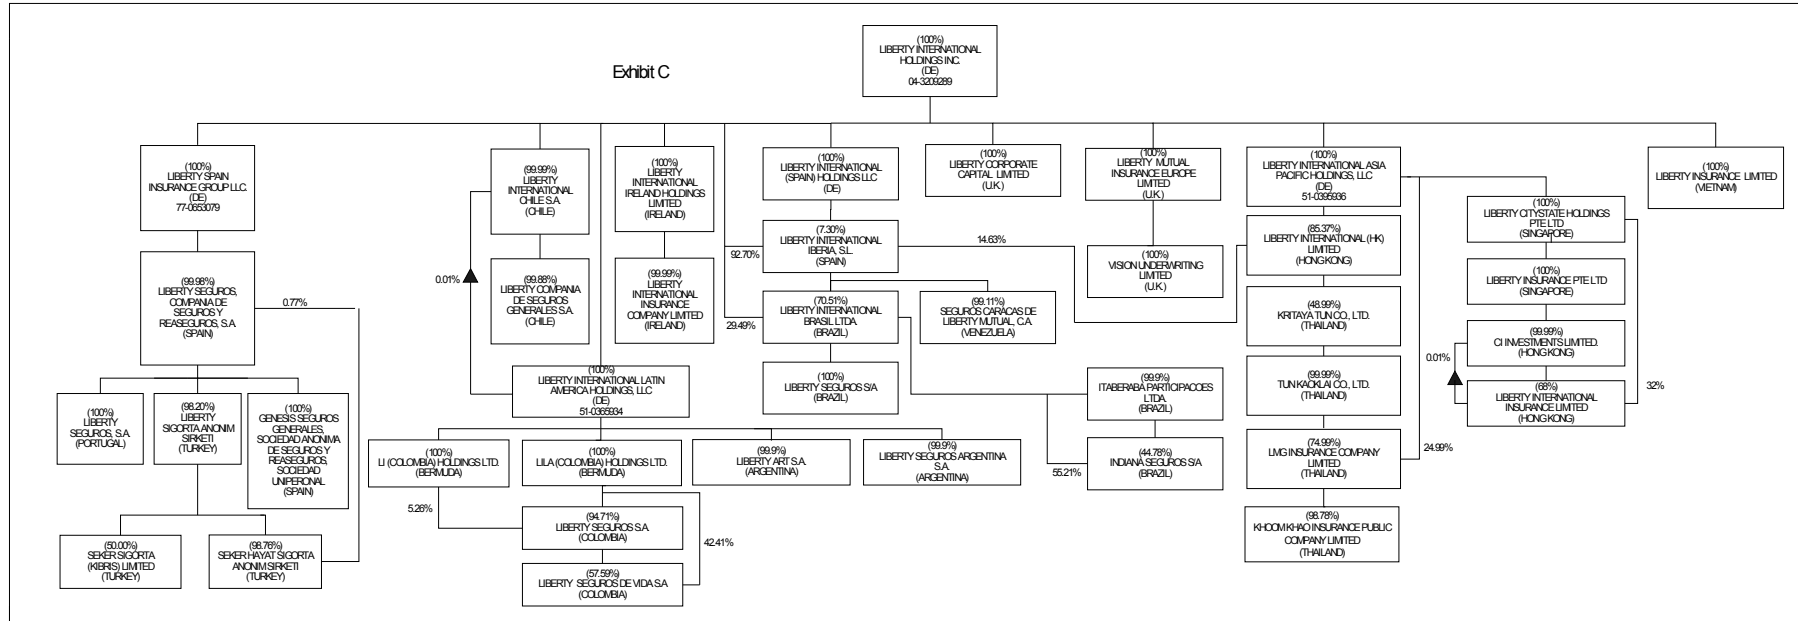 Exhibit C
(100%)
LIBERTY INTERNATIONAL
HOLDINGS INC.
(DE)
04-3209289
(100%)
LIBERTY SPAIN
INSURANCE GROUP LLC.
(DE)
77-0653079
(99.98%)
LIBERTY SEGUROS,
COMPANIA DE
SEGUROS Y
REASEGUROS, S.A.
(SPAIN)
0.77%
(100%)
LIBERTY
SEGUROS, S.A.
(PORTUGAL)
(98.20%)
LIBERTY
SIGORTA ANONIM
SIRKETI
(TURKEY)
(100%)
GENESIS SEGUROS
GENERALES,
SOCIEDAD ANONIMA
DE SEGUROS Y
REASEGUROS,
SOCIEDAD
UNIPERONAL
(SPAIN)
(50.00%)
SEKER SIGORTA
(KIBRIS) LIMITED
(TURKEY)
(98.76%)
SEKER HAYAT SIGORTA
ANONIM SIRKETI
(TURKEY)
(99.99%)
LIBERTY
INTERNATIONAL
CHILE S.A.
(CHILE)
0.01%
(99.88%)
LIBERTY COMPANIA
DE SEGUROS
GENERALES S.A.
(CHILE)
(100%)
LIBERTY INTERNATIONAL LATIN
AMERICA HOLDINGS, LLC
(DE)
51-0365934
(100%)
LI (COLOMBIA) HOLDINGS LTD.
(BERMUDA)
(100%)
LILA (COLOMBIA) HOLDINGS LTD.
(BERMUDA)
(99.9%)
LIBERTY ART S.A.
(ARGENTINA)
(99.9%)
LIBERTY SEGUROS ARGENTINA
S.A.
(ARGENTINA)
5.26%
(94.71%)
LIBERTY SEGUROS S.A.
(COLOMBIA)
42.41%
(57.59%)
LIBERTY SEGUROS DE VIDA S.A
(COLOMBIA)
(100%)
LIBERTY
INTERNATIONAL
IRELAND HOLDINGS
LIMITED
(IRELAND)
(99.99%)
LIBERTY
INTERNATIONAL
INSURANCE
COMPANY LIMITED
(IRELAND)
(100%)
LIBERTY INTERNATIONAL
(SPAIN) HOLDINGS LLC
(DE)
(7.30%)
LIBERTY INTERNATIONAL
IBERIA, S.L.
(SPAIN)
92.70%
14.63%
29.49%
(70.51%)
LIBERTY INTERNATIONAL
BRASIL LTDA.
(BRAZIL)
(99.11%)
SEGUROS CARACAS DE
LIBERTY MUTUAL, C.A.
(VENEZUELA)
(100%)
LIBERTY SEGUROS S/A
(BRAZIL)
(99.9%)
ITABERABA PARTICIPACOES
LTDA.
(BRAZIL)
55.21%
(44.78%)
INDIANA SEGUROS S/A
(BRAZIL)
(100%)
LIBERTY CORPORATE
CAPITAL LIMITED
(U.K.)
(100%)
LIBERTY MUTUAL
INSURANCE EUROPE
LIMITED
(U.K.)
(100%)
VISION UNDERWRITING
LIMITED
(U.K.)
(100%)
LIBERTY INTERNATIONAL ASIA
PACIFIC HOLDINGS, LLC
(DE)
51-0395936
(85.37%)
LIBERTY INTERNATIONAL (HK)
LIMITED
(HONG KONG)
(48.99%)
KRITAYA TUN CO., LTD.
(THAILAND)
(99.99%)
TUN KAOKLAI CO., LTD.
(THAILAND)
(74.99%)
LMG INSURANCE COMPANY
LIMITED
(THAILAND)
24.99%
(98.78%)
KHOOM KHAO INSURANCE PUBLIC
COMPANY LIMITED
(THAILAND)
(100%)
LIBERTY CITYSTATE HOLDINGS
PTE LTD
(SINGAPORE)
(100%)
LIBERTY INSURANCE PTE LTD
(SINGAPORE)
(99.99%)
CI INVESTMENTS LIMITED.
(HONG KONG)
0.01%
32%
(68%)
LIBERTY INTERNATIONAL
INSURANCE LIMITED
(HONG KONG)
(100%)
LIBERTY INSURANCE LIMITED
(VIETNAM)